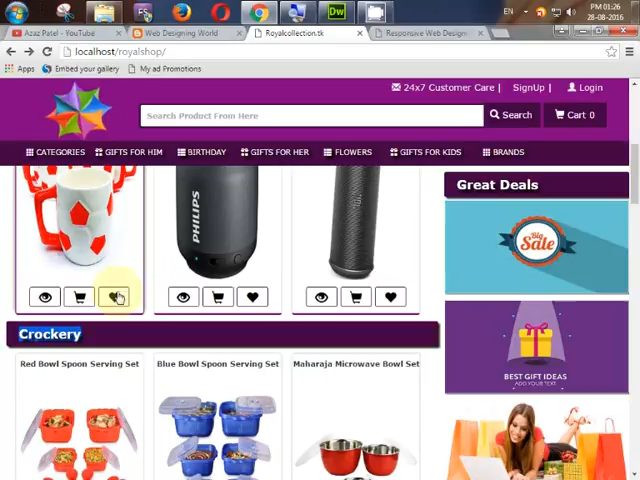 EN
PM 01:26
28-08-2016
Azaz Patel - YouTube
Web Designing World
Royalcollection.tk
Responsive Web Design
localhost/royalshop/
Apps
Embed your gallery
My ad Promotions
24x7 Customer Care |
SignUp |
Login
Search Product From Here
Search
Cart 0
CATEGORIES
GIFTS FOR HIM
BIRTHDAY
GIFTS FOR HER
FLOWERS
GIFTS FOR KIDS
BRANDS
PHILIPS
Great Deals
Big
Sale
Crockery
Red Bowl Spoon Serving Set
Blue Bowl Spoon Serving Set
Maharaja Microwave Bowl Set
BEST GIFT IDEAS
ADD YOUR TEXT